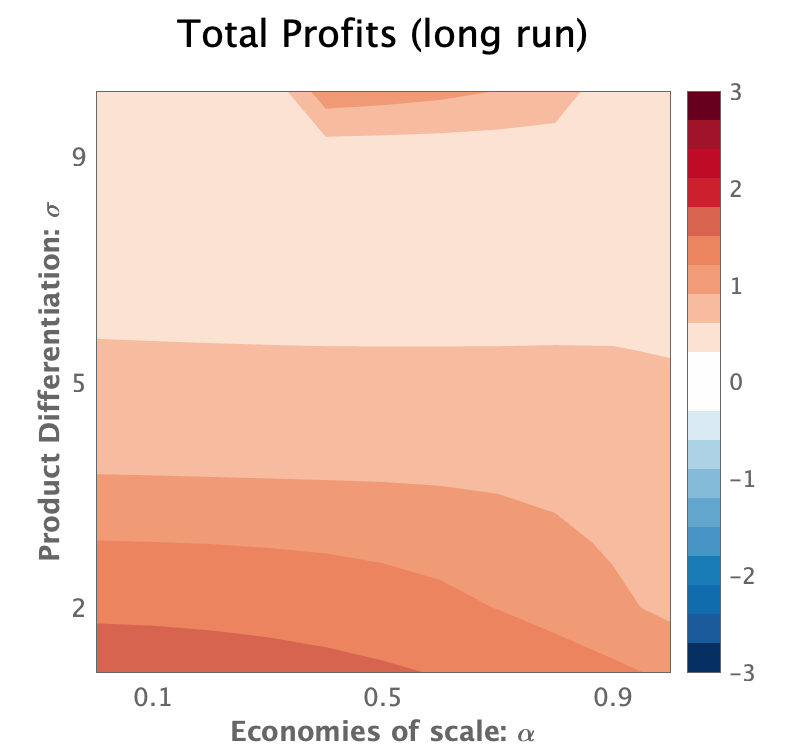 Total Profits (long run)
3
2
1
0
−1
−2
−3
9
5
2
Product Differentiation: σ
0.1 0.5 0.9
Economies of scale: α